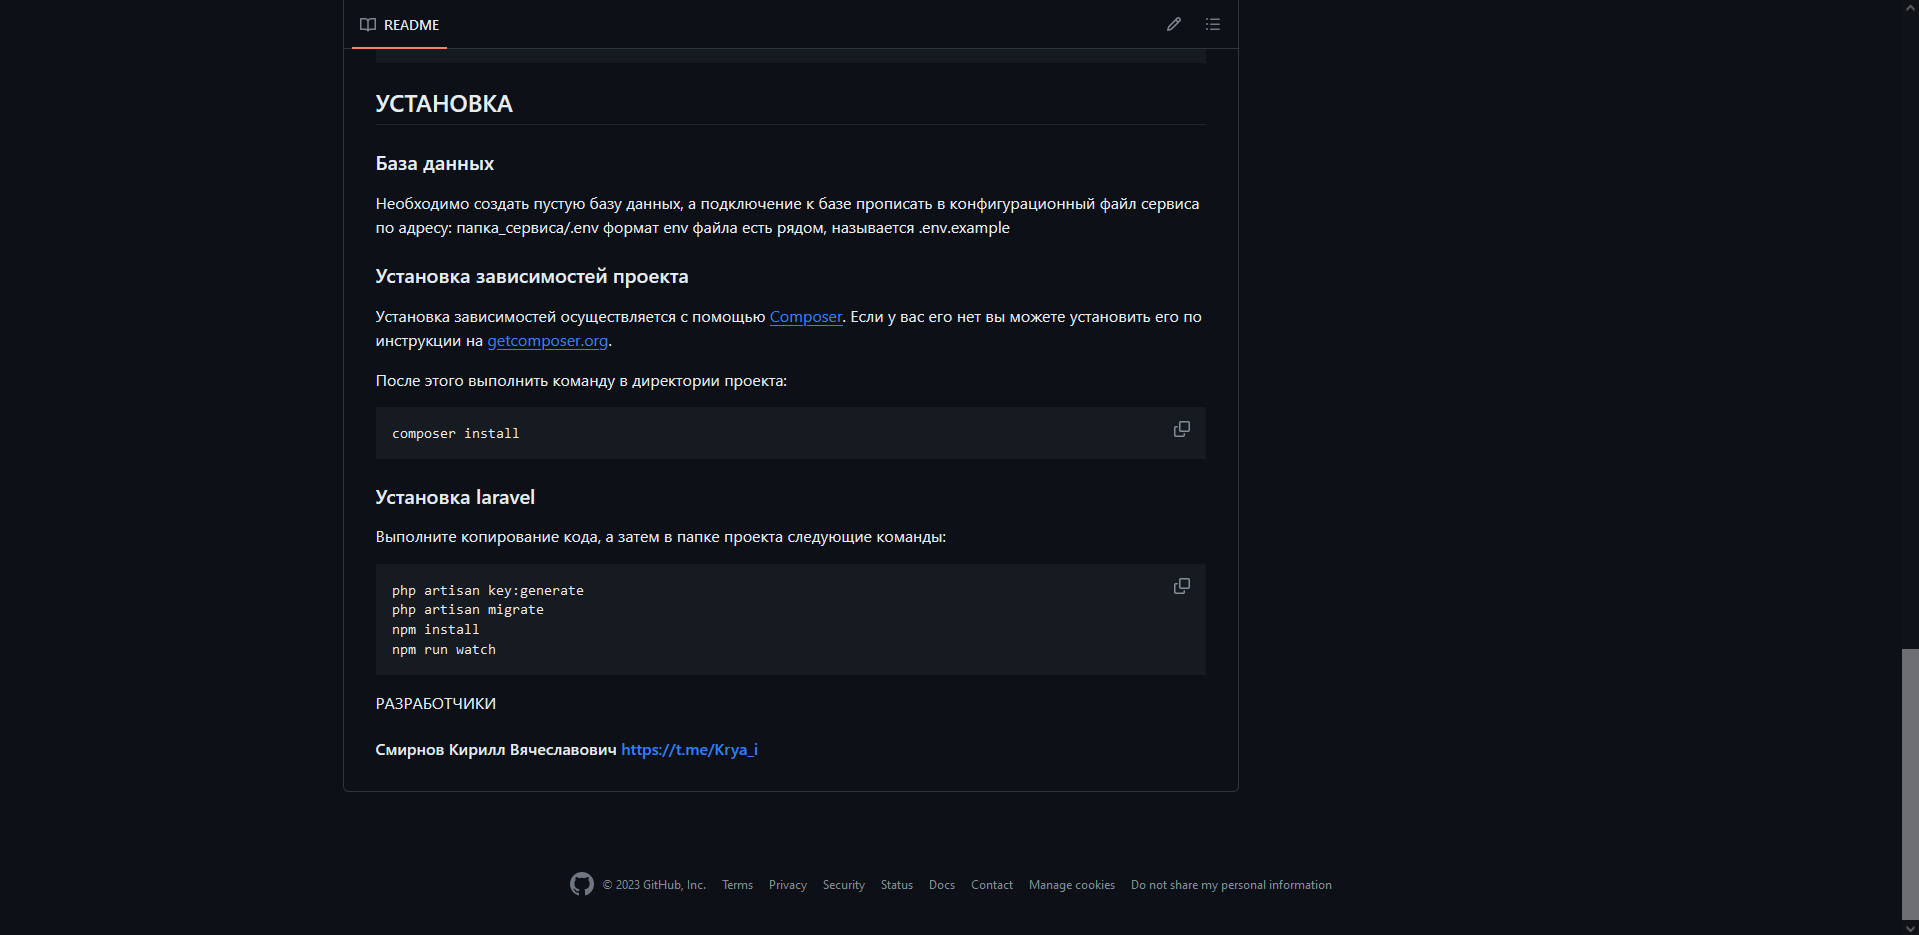 README
УСТАНОВКА
База данных
Необходимо создать пустую базу данных, а подключение к базе прописать в конфигурационный файл сервиса
по адресу: папка_сервиса/.env формат env файла есть рядом, называется .env.example
Установка зависимостей проекта
Установка зависимостей осуществляется с помощью Composer. Если у вас его нет вы можете установить его по
инструкции на getcomposer.org.
После этого выполнить команду в директории проекта:
composer install
Установка laravel
Выполните копирование кода, а затем в папке проекта следующие команды:
php artisan key:generate
php artisan migrate
npm install
npm run watch
РАЗРАБОТЧИКИ
Смирнов Кирилл Вячеславович https://t.me/Krya_i
© 2023 GitHub, Inc. Terms Privacy Security Status Docs Contact Manage cookies Do not share my personal information